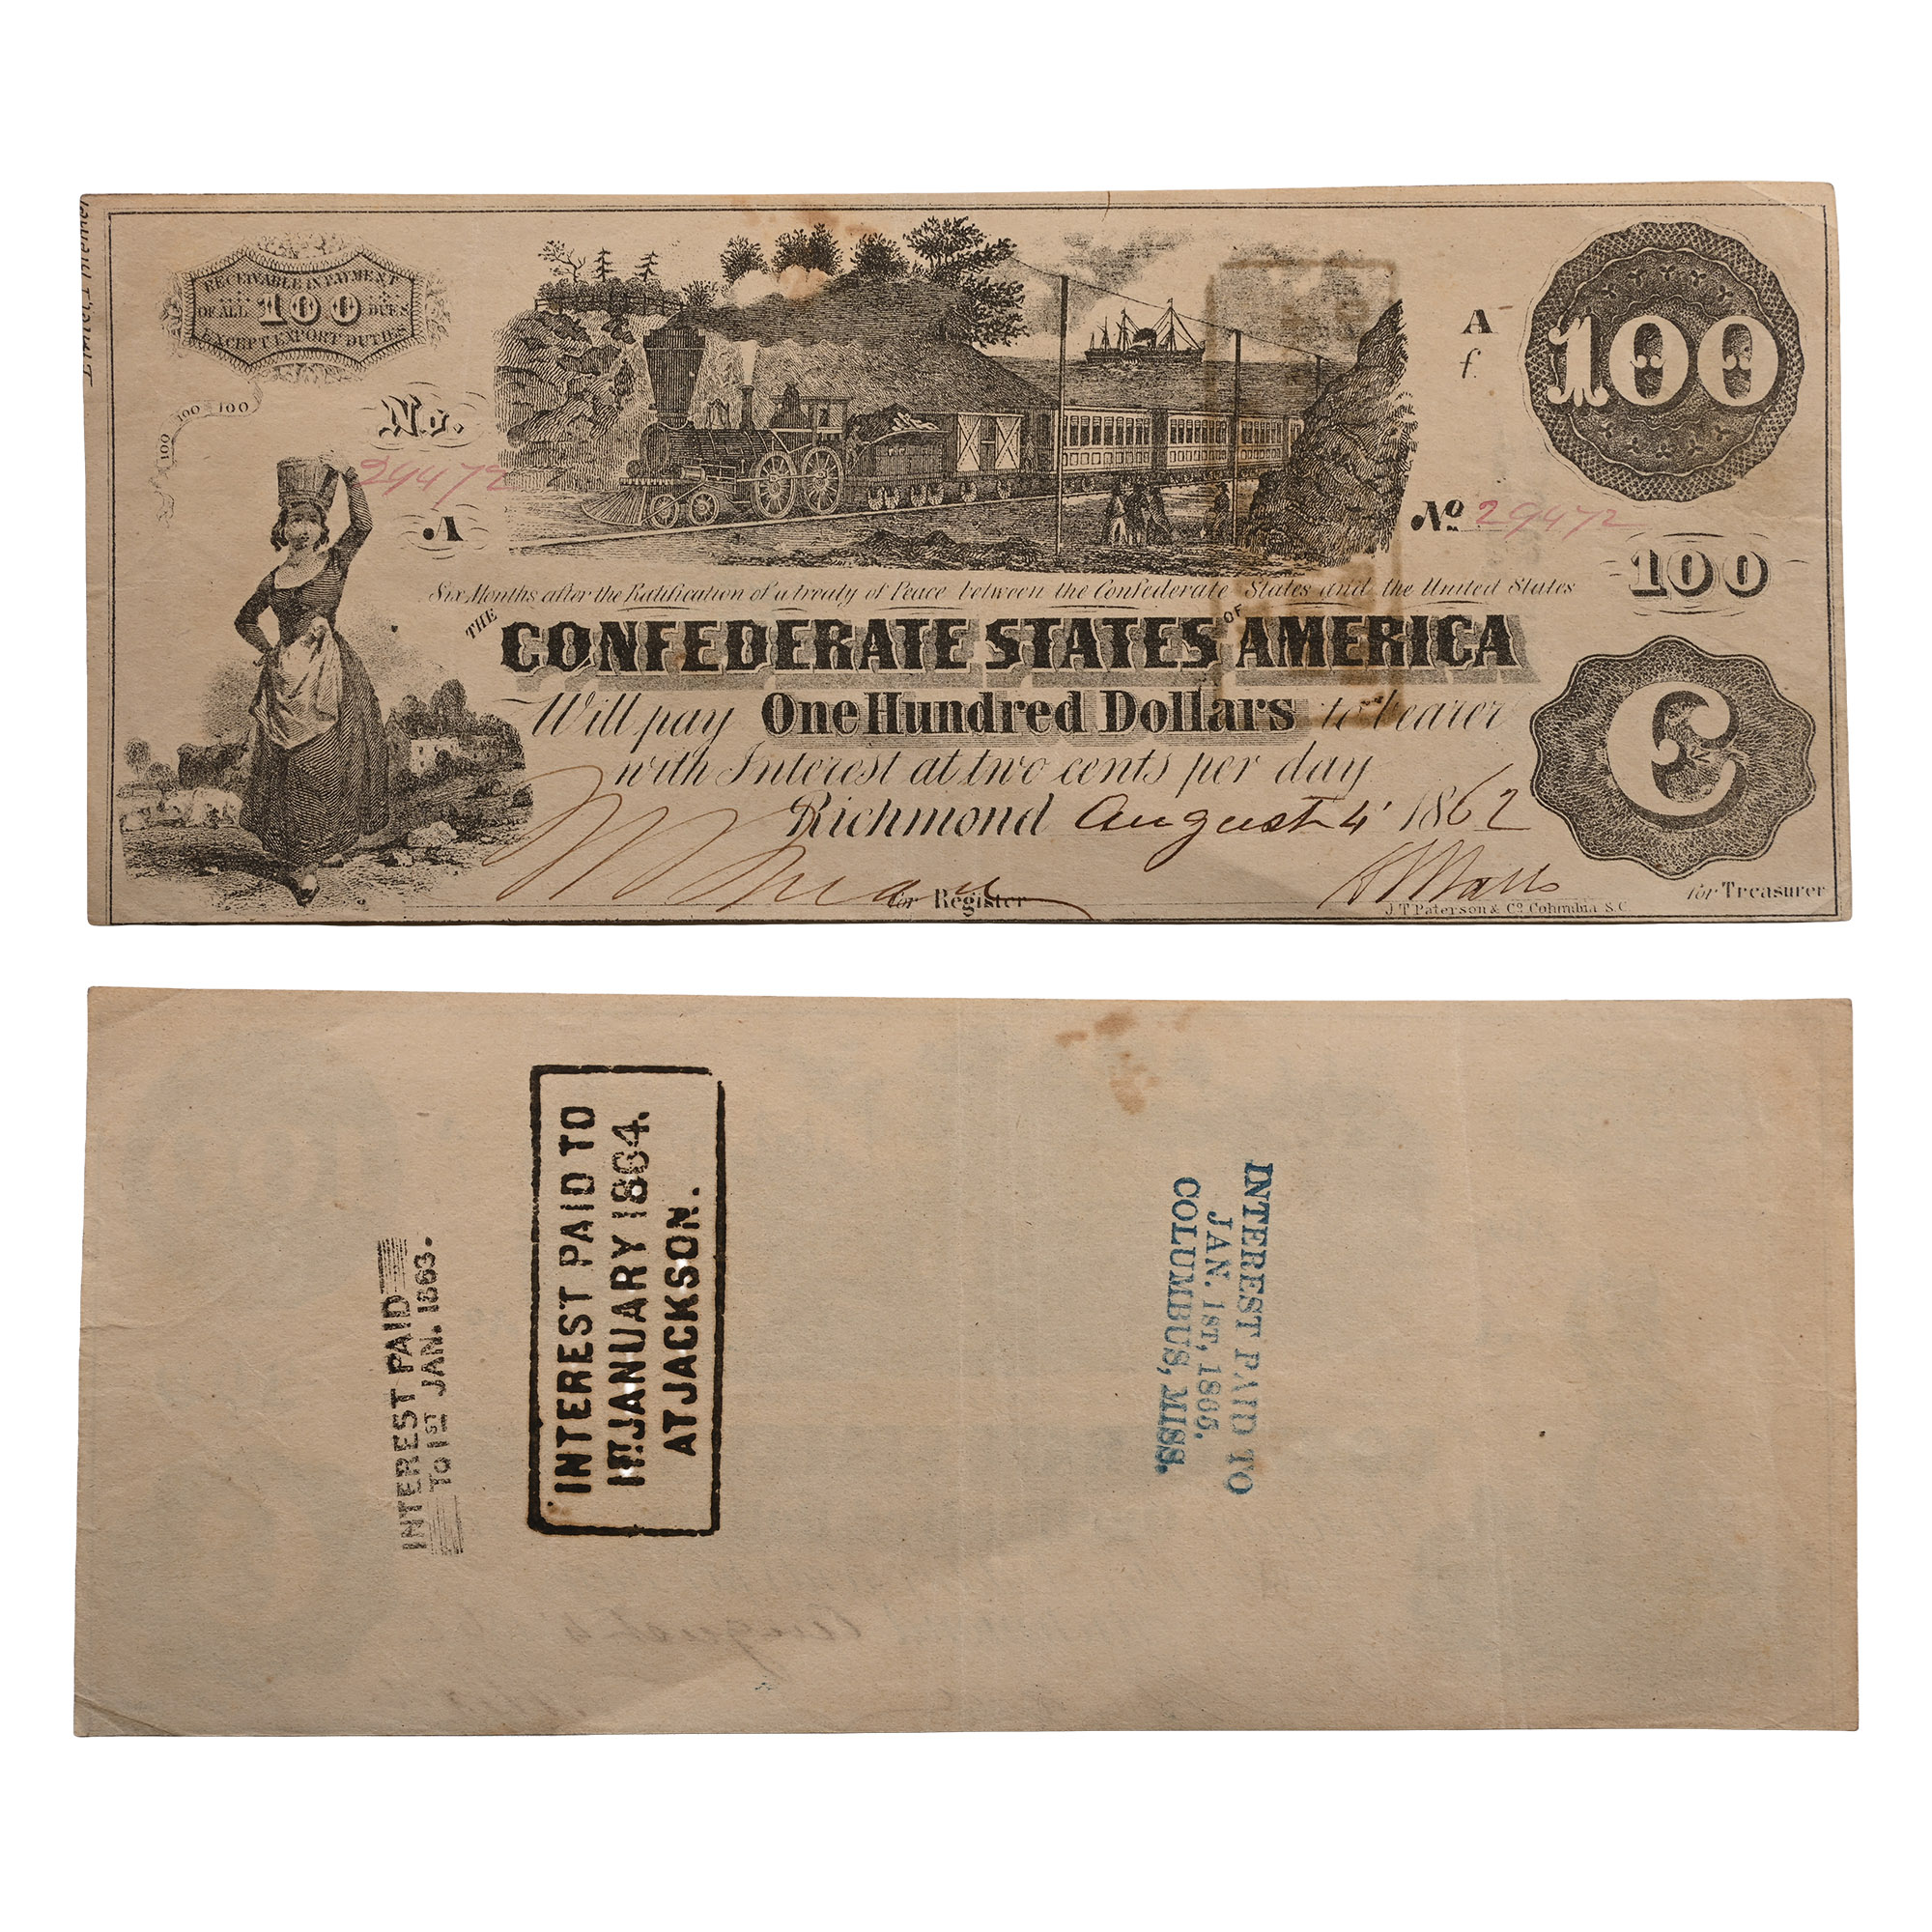 RECEIVABLE IN PAYMENT
OF ALL 100 DUES
EXCEPT EXPORT DUTIES
100 100 100
No.
29472
A
A
f.
100
No 29472
100
Six Months after the Ratification of a treaty of Peace between the Confederate States and the United States
THE CONFEDERATE STATES OF AMERICA
Will pay One Hundred Dollars to bearer
with Interest at two cents per day
Richmond August 4 1862
C
for Register
for Treasurer
J.T Paterson & Co Columbia S.C
INTEREST PAID
To 1ST JAN. 1863.
INTEREST PAID TO
1ST JANUARY 1864.
AT JACKSON.
INTEREST PAID TO
JAN. 1ST, 1865.
COLUMBUS, MISS.